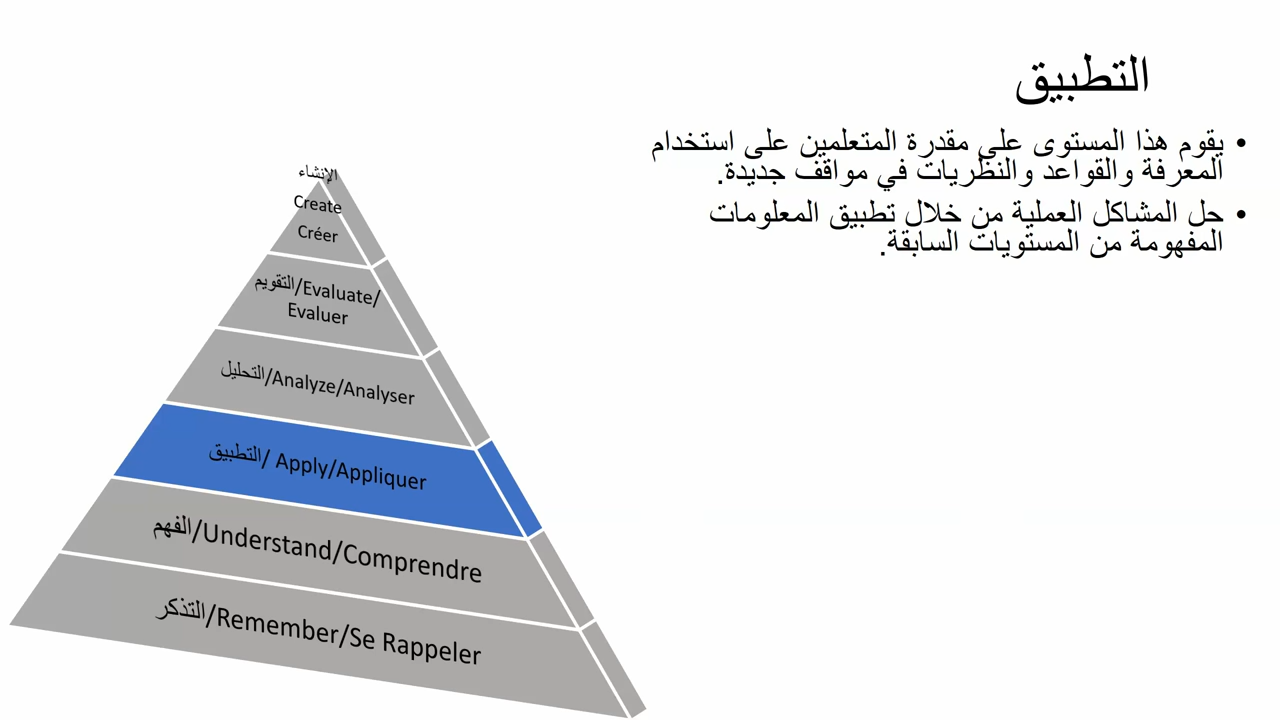 التطبيق
• يقوم هذا المستوى على مقدرة المتعلمين على استخدام
المعرفة والقواعد والنظريات في مواقف جديدة.
• حل المشاكل العملية من خلال تطبيق المعلومات
المفهومة من المستويات السابقة.
الإنشاء
Create
Créer
التقويم/Evaluate/
Evaluer
التحليل/Analyze/Analyser
التطبيق/ Apply/Appliquer
الفهم/Understand/Comprendre
التذكر/Remember/Se Rappeler